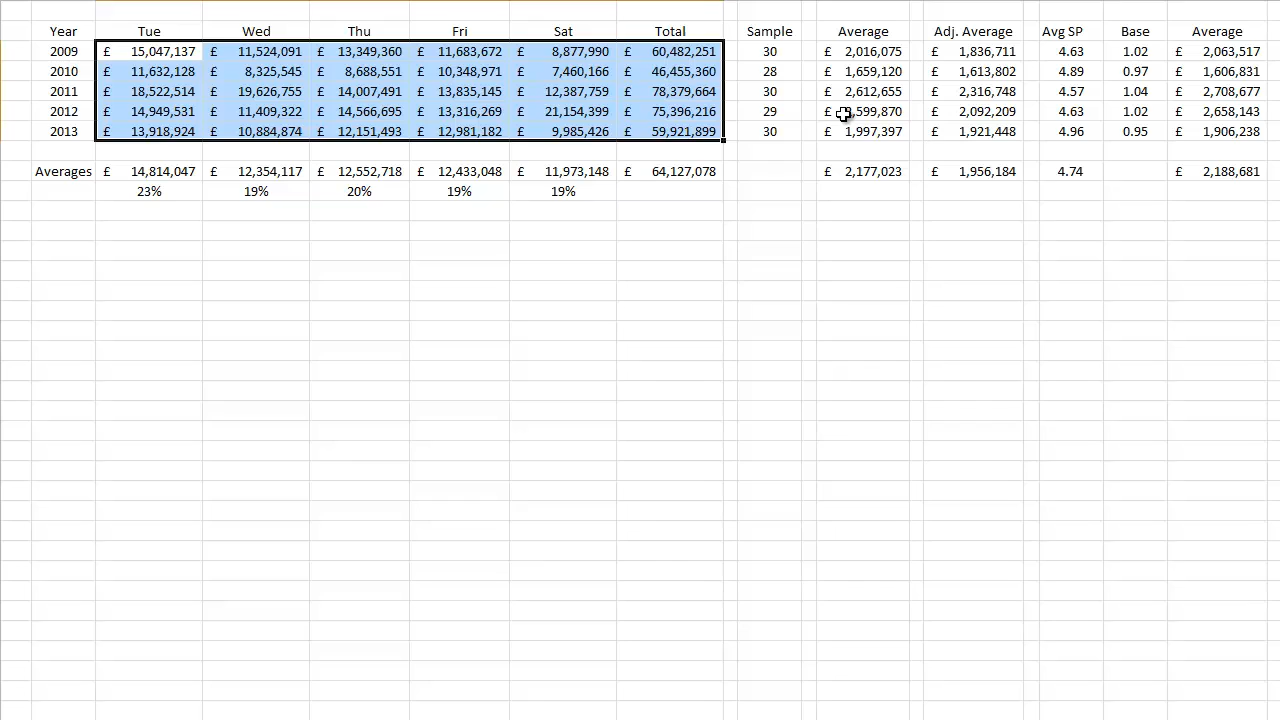 Year Tue Wed Thu Fri Sat Total Sample Average Adj. Average Avg SP Base Average
2009 £ 15,047,137 £ 11,524,091 £ 13,349,360 £ 11,683,672 £ 8,877,990 £ 60,482,251 30 £ 2,016,075 £ 1,836,711 4.63 1.02 £ 2,063,517
2010 £ 11,632,128 £ 8,325,545 £ 8,688,551 £ 10,348,971 £ 7,460,166 £ 46,455,360 28 £ 1,659,120 £ 1,613,802 4.89 0.97 £ 1,606,831
2011 £ 18,522,514 £ 19,626,755 £ 14,007,491 £ 13,835,145 £ 12,387,759 £ 78,379,664 30 £ 2,612,655 £ 2,316,748 4.57 1.04 £ 2,708,677
2012 £ 14,949,531 £ 11,409,322 £ 14,566,695 £ 13,316,269 £ 21,154,399 £ 75,396,216 29 £ £ 2,092,209 4.63 1.02 £ 2,658,143
2013 £ 13,918,924 £ 10,884,874 £ 12,151,493 £ 12,981,182 £ 9,985,426 £ 59,921,899 30 £ 1,997,397 £ 1,921,448 4.96 0.95 £ 1,906,238
Averages £ 14,814,047 £ 12,354,117 £ 12,552,718 £ 12,433,048 £ 11,973,148 £ 64,127,078 £ 2,177,023 £ 1,956,184 4.74 £ 2,188,681
23% 19% 20% 19% 19%